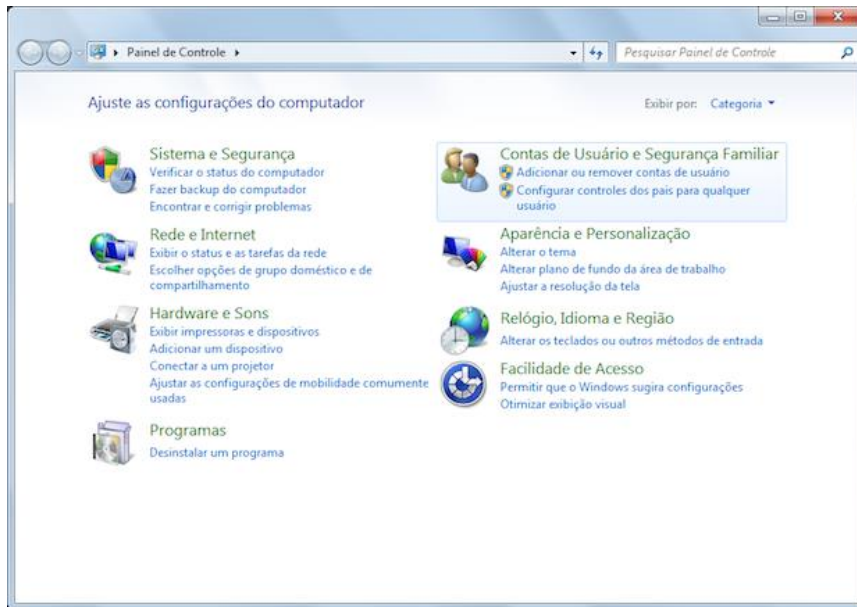 Painel de Controle
Pesquisar Painel de Controle
Ajuste as configurações do computador
Exibir por: Categoria
Sistema e Segurança
Verificar o status do computador
Fazer backup do computador
Encontrar e corrigir problemas
Rede e Internet
Exibir o status e as tarefas da rede
Escolher opções de grupo doméstico e de
compartilhamento
Hardware e Sons
Exibir impressoras e dispositivos
Adicionar um dispositivo
Conectar a um projetor
Ajustar as configurações de mobilidade comumente
usadas
Programas
Desinstalar um programa
Contas de Usuário e Segurança Familiar
Adicionar ou remover contas de usuário
Configurar controles dos pais para qualquer
usuário
Aparência e Personalização
Alterar o tema
Alterar plano de fundo da área de trabalho
Ajustar a resolução da tela
Relógio, Idioma e Região
Alterar os teclados ou outros métodos de entrada
Facilidade de Acesso
Permitir que o Windows sugira configurações
Otimizar exibição visual